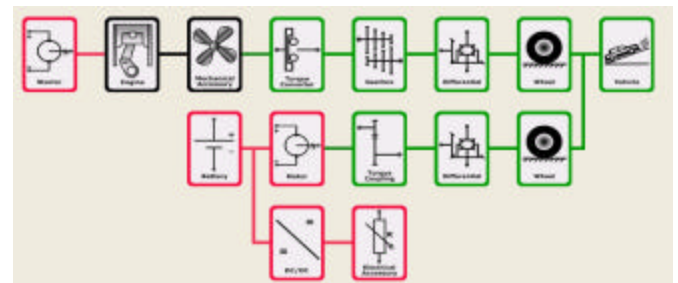 Starter
Engine
Mechanical
Accessory
Torque
Converter
Gearbox
Differential
Wheel
Vehicle
Battery
+
-
Motor
Torque
Coupling
Differential
Wheel
DC/DC
Electrical
Accessory